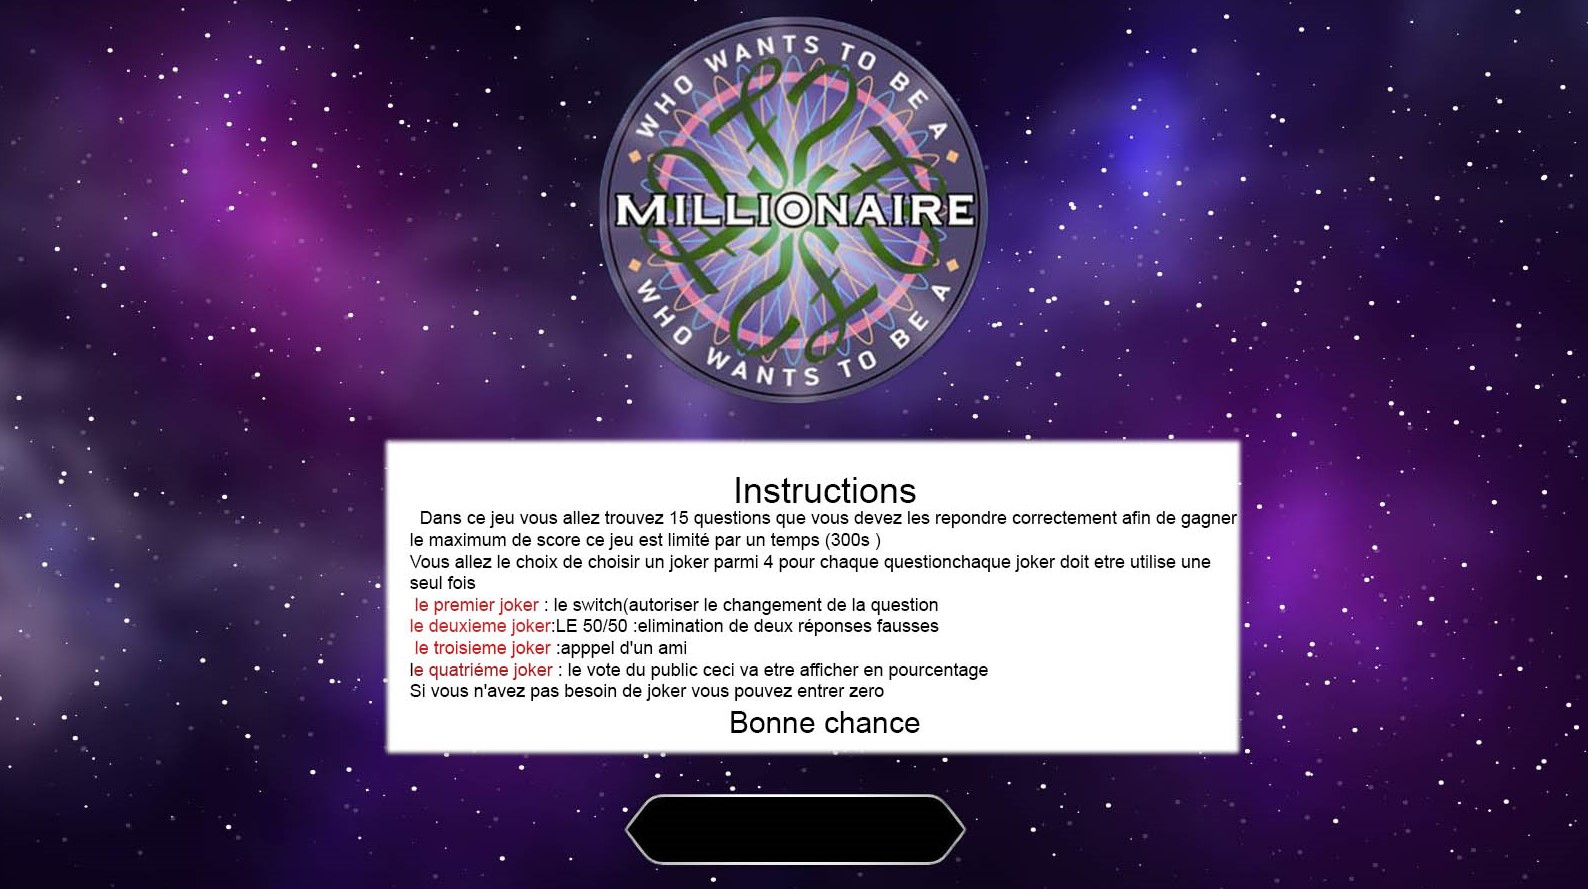 WHO WANTS TO BE A
MILLIONAIRE
WHO WANTS TO BE A
Instructions
Dans ce jeu vous allez trouvez 15 questions que vous devez les repondre correctement afin de gagner
le maximum de score ce jeu est limité par un temps (300s )
Vous allez le choix de choisir un joker parmi 4 pour chaque questionchaque joker doit etre utilise une
seul fois
le premier joker : le switch(autoriser le changement de la question
le deuxieme joker:LE 50/50 :elimination de deux réponses fausses
le troisieme joker :apppel d'un ami
le quatriéme joker : le vote du public ceci va etre afficher en pourcentage
Si vous n'avez pas besoin de joker vous pouvez entrer zero
Bonne chance